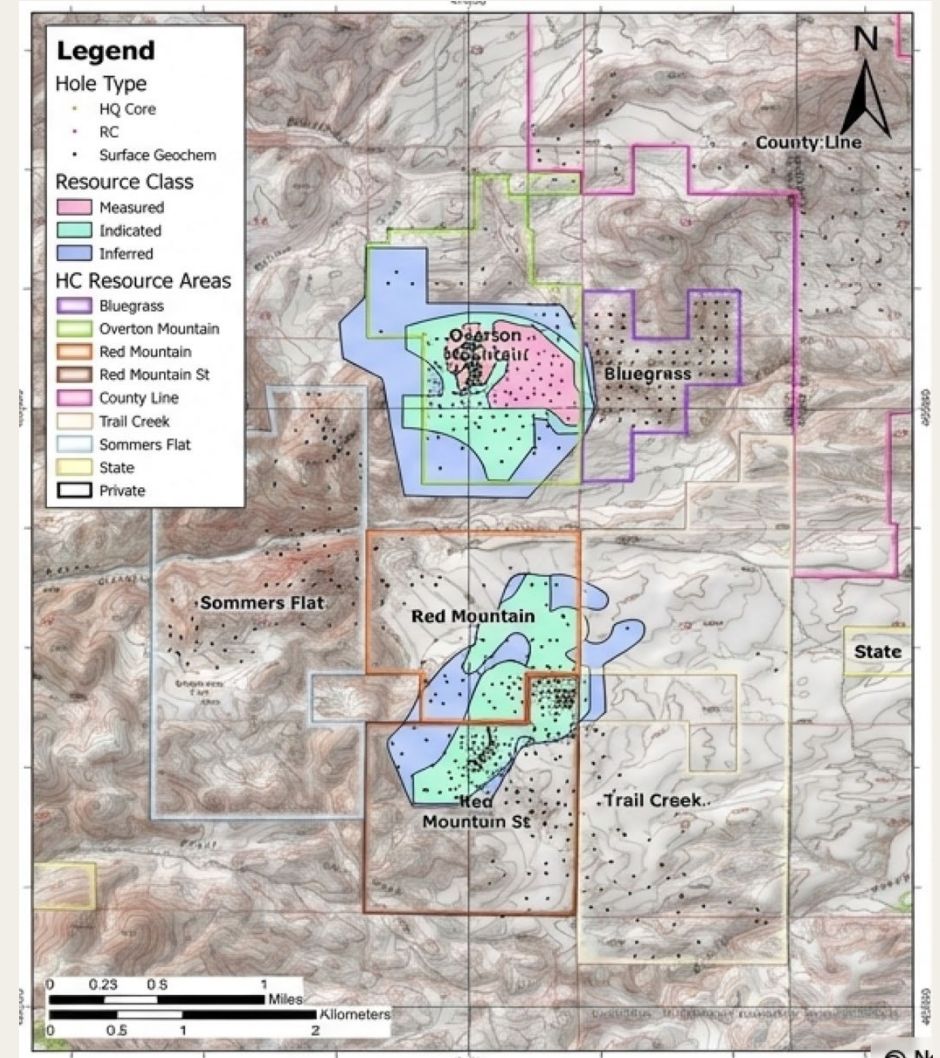 Legend
Hole Type
HQ Core
RC
Surface Geochem
Resource Class
Measured
Indicated
Inferred
HC Resource Areas
Bluegrass
Overton Mountain
Red Mountain
Red Mountain St
County Line
Trail Creek
Sommers Flat
State
Private
N
County Line
Bluegrass
Sommers Flat
Red Mountain
State
Trail Creek
Red
Mountuin St
0 0.25 0.5 1
Miles
Kilometers
0 0.5 1 2